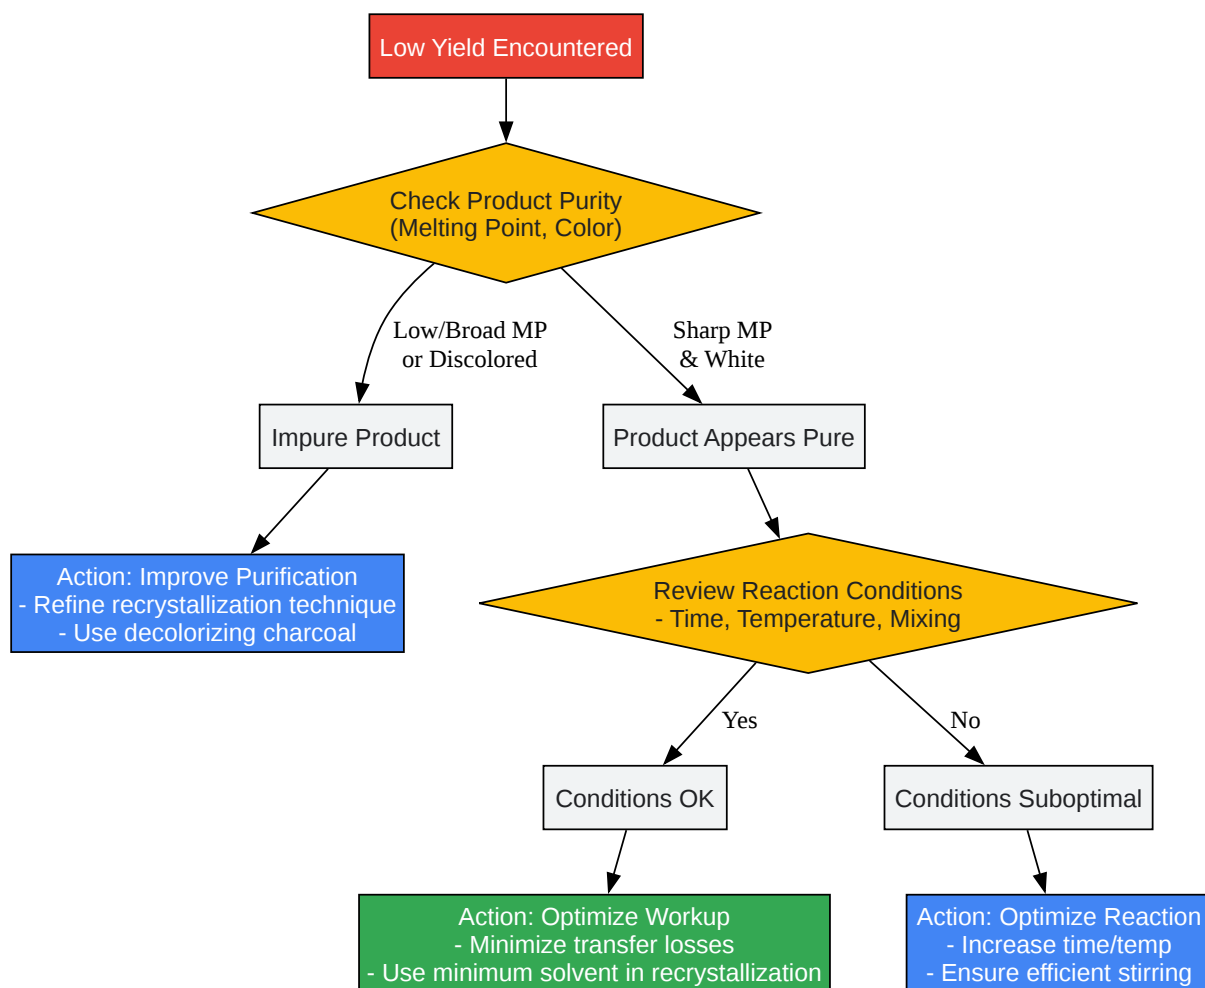 Low Yield Encountered
Check Product Purity
(Melting Point, Color)
Low/Broad MP
or Discolored
Sharp MP
& White
Impure Product
Product Appears Pure
Action: Improve Purification
- Refine recrystallization technique
- Use decolorizing charcoal
Review Reaction Conditions
- Time, Temperature, Mixing
Yes
No
Conditions OK
Conditions Suboptimal
Action: Optimize Workup
- Minimize transfer losses
- Use minimum solvent in recrystallization
Action: Optimize Reaction
- Increase time/temp
- Ensure efficient stirring